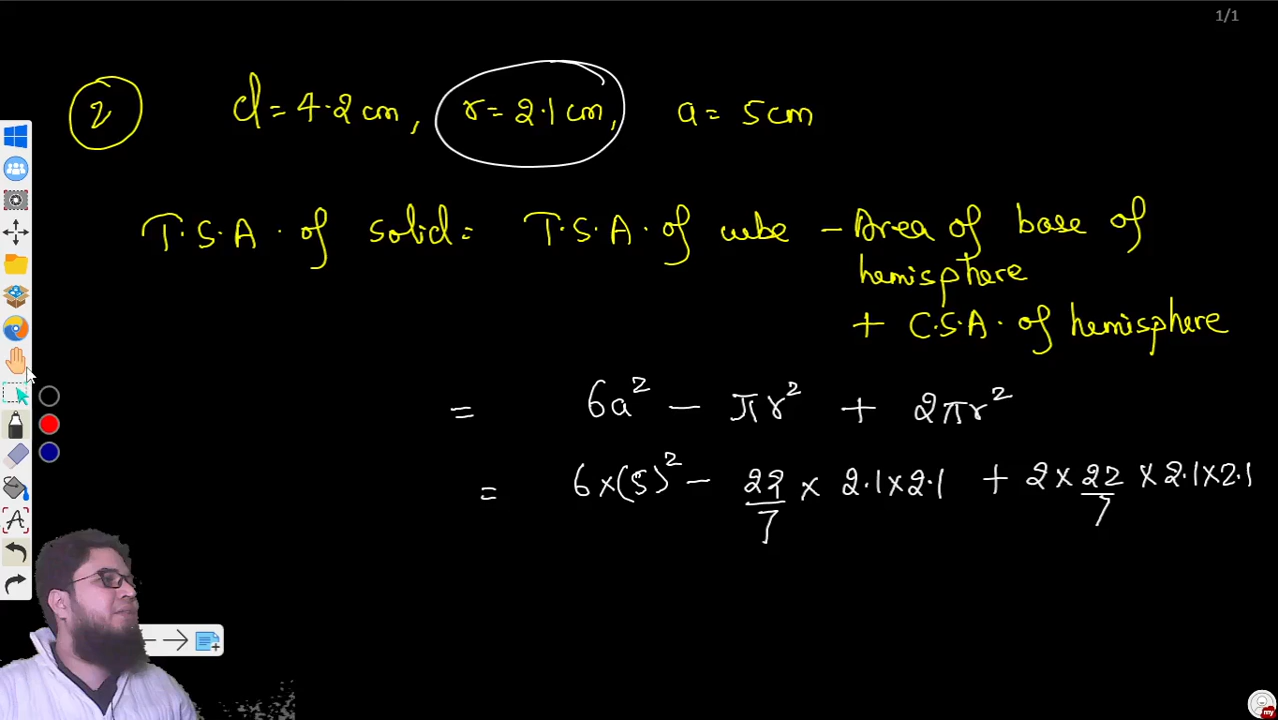 1/1
2 d = 4.2 cm, r = 2.1 cm, a = 5 cm
T.S.A. of solid = T.S.A. of cube - Area of base of
hemisphere
+ C.S.A. of hemisphere
= 6a² - πr² + 2πr²
= 6×(5)² - 22/7 × 2.1×2.1 + 2 × 22/7 × 2.1×2.1
A
my